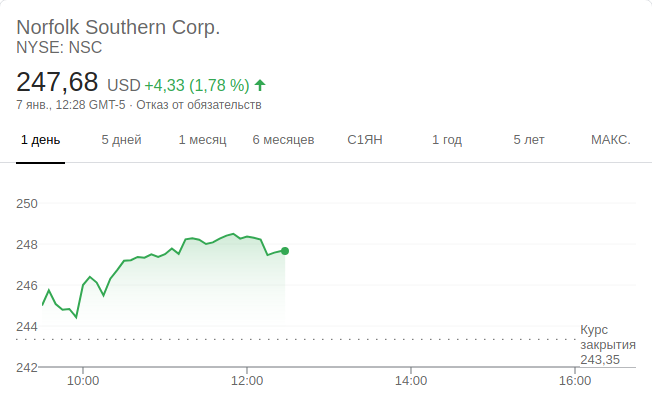 Norfolk Southern Corp.
NYSE: NSC
247,68 USD +4,33 (1,78 %)
7 янв., 12:28 GMT-5 · Отказ от обязательств
1 день 5 дней 1 месяц 6 месяцев С1ЯН 1 год 5 лет МАКС.
250
248
246
244
Курс
закрытия
243,35
242
10:00 12:00 14:00 16:00